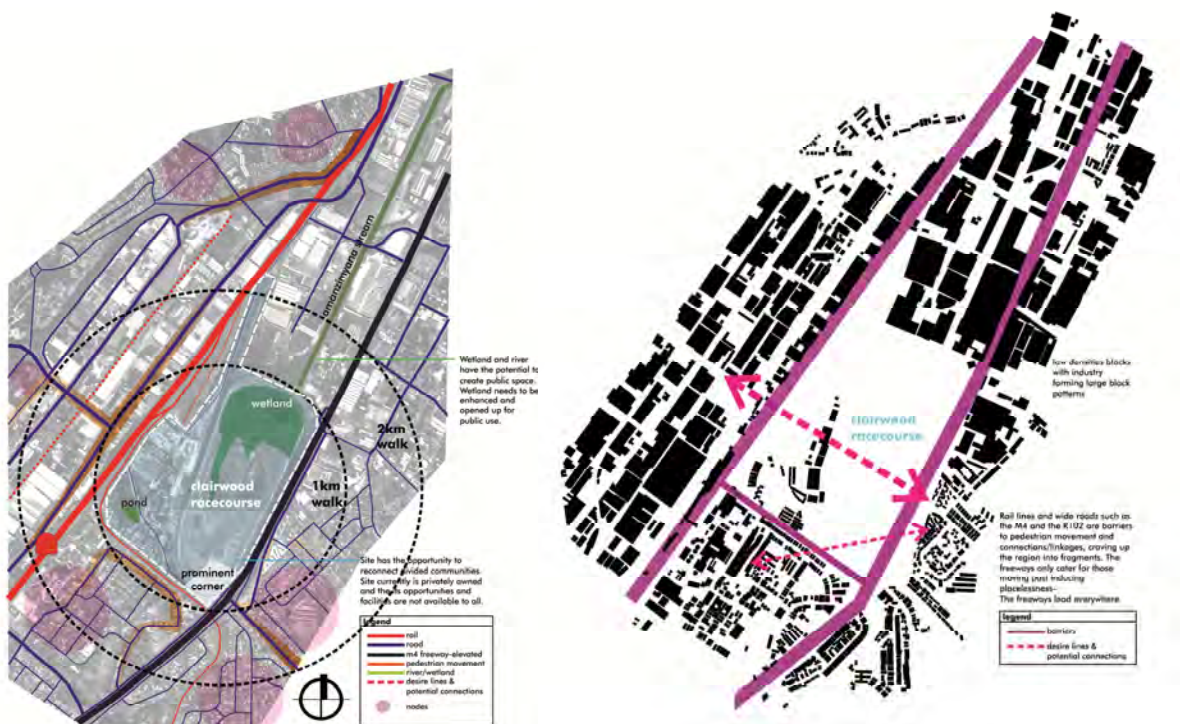 amanzinyana stream
Wetland and river
have the potential to
create public space.
Wetland needs to be
enhanced and
opened up for
public use.
wetland
2km
walk
clairwood
racecourse
1km
walk
pond
prominent
corner
Site has the opportunity to
reconnect divided communities.
Site currently is privately owned
and thus its opportunities and
facilities are not available to all.
legend
rail
road
m4 freeway-elevated
pedestrian movement
river/wetland
desire lines &
potential connections
nodes
low densities blocks
with industry
forming large block
patterns
clairwood
racecourse
Rail lines and wide roads such as
the M4 and the R102 are barriers
to pedestrian movement and
connections/linkages, carving up
the region into fragments. The
freeways only cater for those
moving past inducing
placelessness-
The freeways lead everywhere.
legend
barriers
desire lines &
potential connections